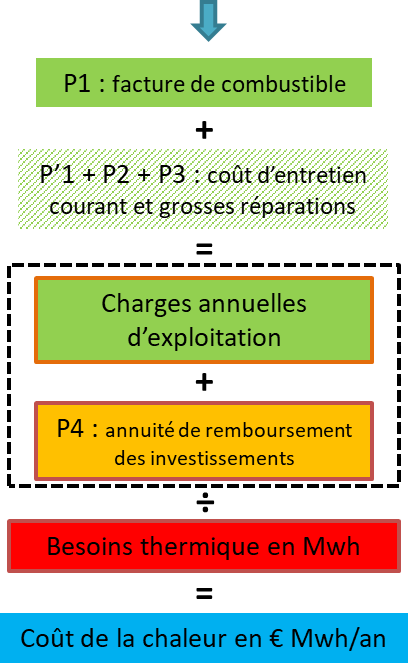 P1 : facture de combustible
+
P’1 + P2 + P3 : coût d’entretien
courant et grosses réparations
=
Charges annuelles
d’exploitation
+
P4 : annuité de remboursement
des investissements
÷
Besoins thermique en Mwh
=
Coût de la chaleur en € Mwh/an